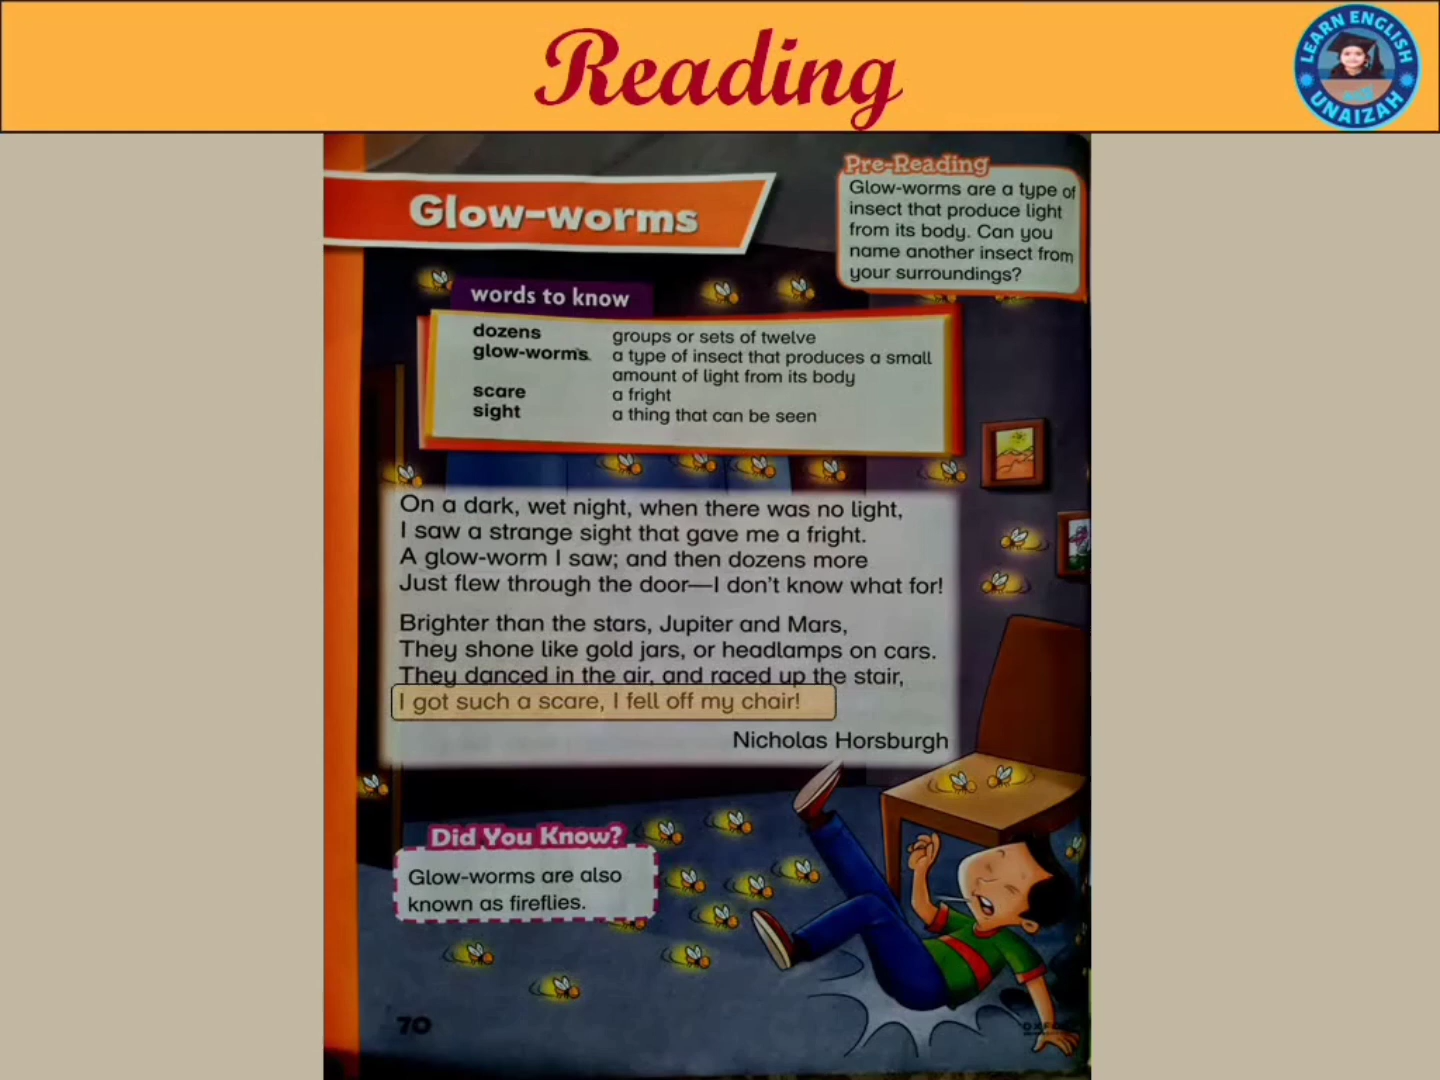 Reading
LEARN ENGLISH
with
UNAIZAH
Pre-Reading
Glow-worms are a type of
insect that produce light
from its body. Can you
name another insect from
your surroundings?
Glow-worms
words to know
dozens groups or sets of twelve
glow-worms a type of insect that produces a small
amount of light from its body
scare a fright
sight a thing that can be seen
On a dark, wet night, when there was no light,
I saw a strange sight that gave me a fright.
A glow-worm I saw; and then dozens more
Just flew through the door—I don't know what for!
Brighter than the stars, Jupiter and Mars,
They shone like gold jars, or headlamps on cars.
They danced in the air, and raced up the stair,
I got such a scare, I fell off my chair!
Nicholas Horsburgh
Did You Know?
Glow-worms are also
known as fireflies.
70